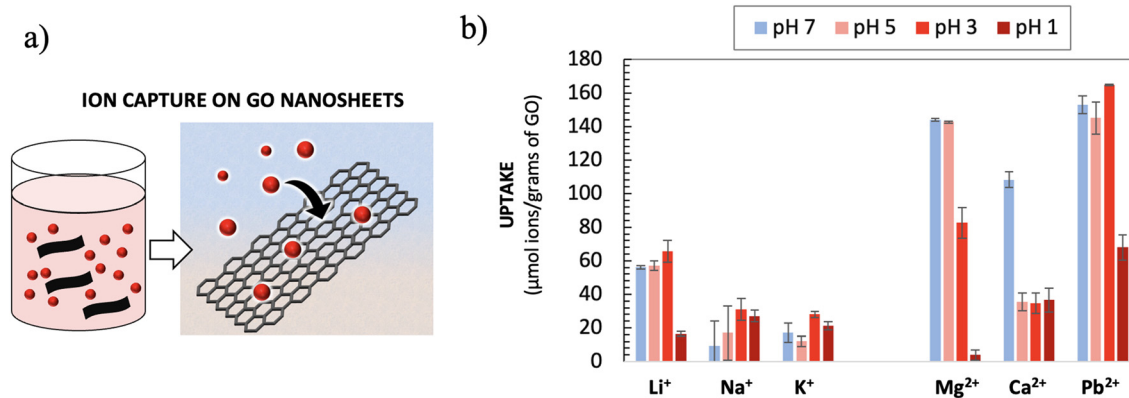 a)
ION CAPTURE ON GO NANOSHEETS
b)
pH 7 pH 5 pH 3 pH 1
UPTAKE
(µmol ions/grams of GO)
180
160
140
120
100
80
60
40
20
0
Li⁺ Na⁺ K⁺ Mg²⁺ Ca²⁺ Pb²⁺